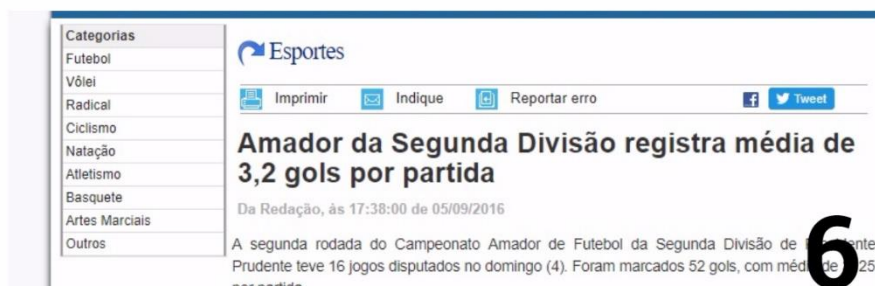 Categorias
Futebol
Vôlei
Radical
Ciclismo
Natação
Atletismo
Basquete
Artes Marciais
Outros
Esportes
Imprimir Indique Reportar erro Tweet
Amador da Segunda Divisão registra média de
3,2 gols por partida
Da Redação, às 17:38:00 de 05/09/2016
A segunda rodada do Campeonato Amador de Futebol da Segunda Divisão de
Prudente teve 16 jogos disputados no domingo (4). Foram marcados 52 gols, com de 25
6